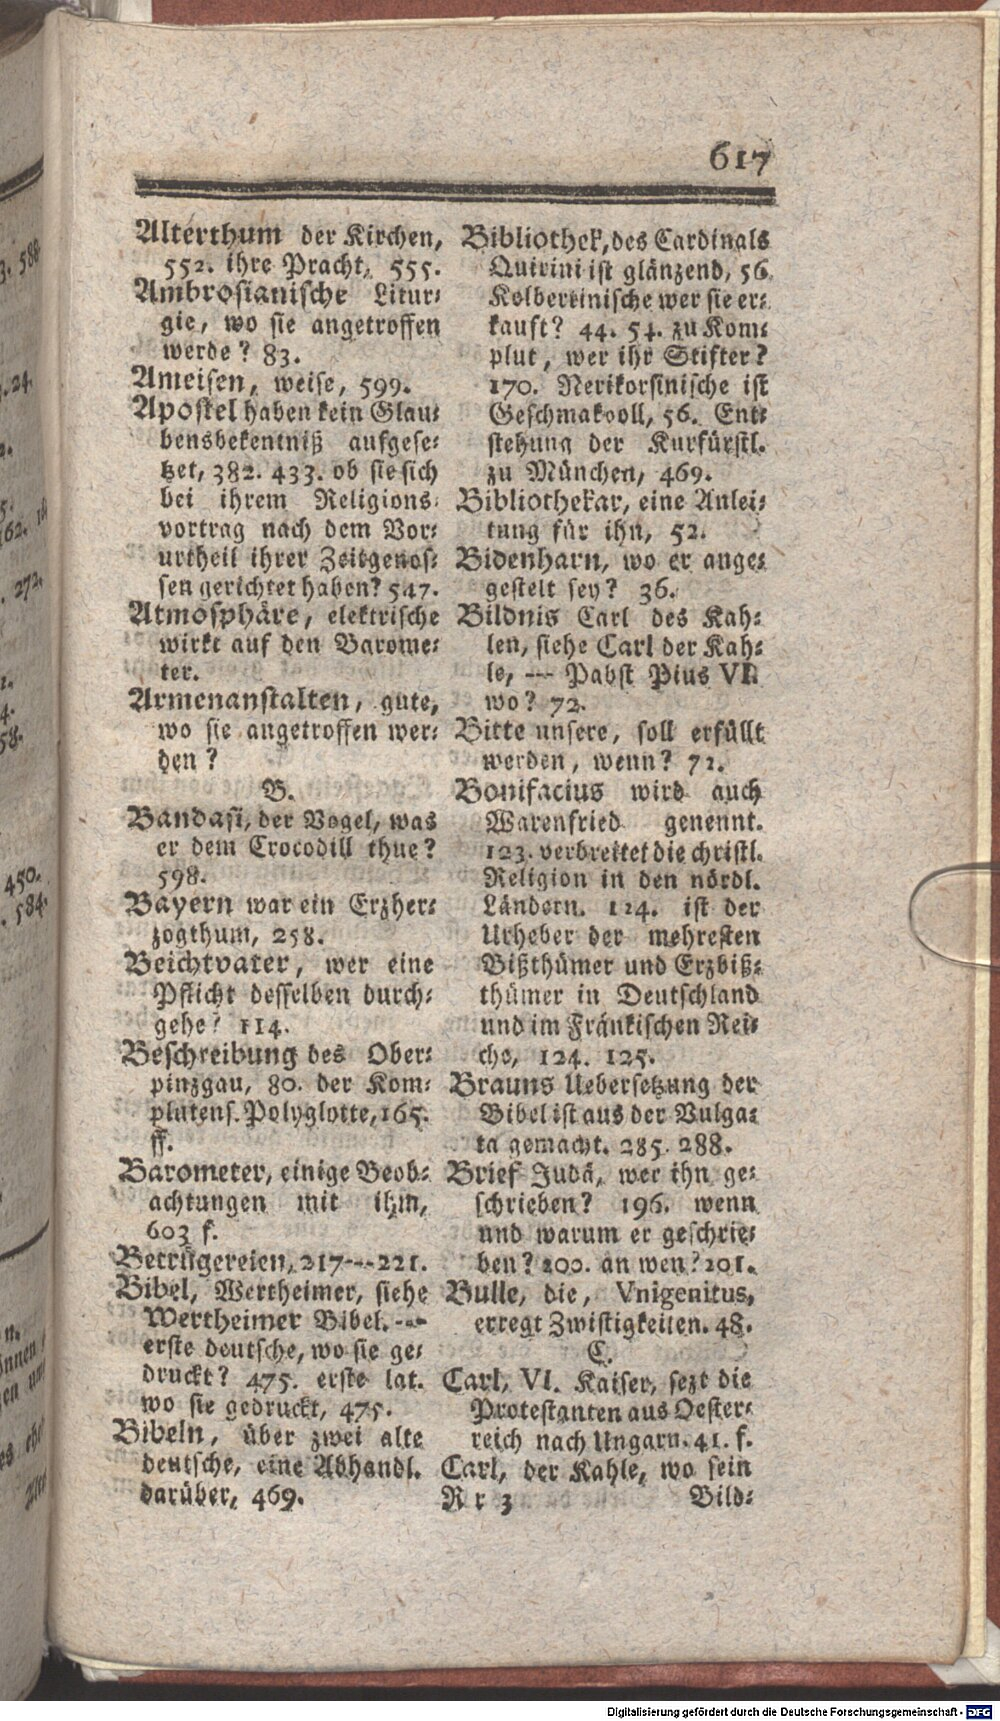 617
Alterthum der Kirchen,
552. ihre Pracht, 555.
Ambrosianische Litur-
gie, wo sie angetroffen
werde? 83.
Ameisen, weise, 599.
Apostel haben kein Glau-
bensbekentniß aufgese-
tzet, 382. 433. ob sie sich
bei ihrem Religions-
vortrag nach dem Vor-
urtheil ihrer Zeitgenos-
sen gerichtet haben? 547.
Atmosphäre, elektrische
wirkt auf den Barome-
ter.
Armenanstalten, gute,
wo sie angetroffen wer-
den?
B.
Bandasi, der Vogel, was
er dem Crocodill thue?
598.
Bayern war ein Erzher-
zogthum, 258.
Beichtvater, wer eine
Pflicht desselben durch-
gehe? 114.
Beschreibung des Ober-
pinzgau, 80. der Kom-
plutens. Polyglotte, 165.
ff.
Barometer, einige Beob-
achtungen mit ihm,
603 f.
Betrügereien, 217---221.
Bibel, Wertheimer, siehe
Wertheimer Bibel. ---
erste deutsche, wo sie ge-
druckt? 475. erste lat.
wo sie gedruckt, 475.
Bibeln, über zwei alte
deutsche, eine Abhandl.
darüber, 469.
Bibliothek, des Cardinals
Quirini ist glänzend, 56.
Kolbertinische wer sie er-
kauft? 44. 54. zu Kom-
plut, wer ihr Stifter?
170. Nerikorsinische ist
Geschmakvoll, 56. Ent-
stehung der Kurfürstl.
zu München, 469.
Bibliothekar, eine Anlei-
tung für ihn, 52.
Bidenharn, wo er ange-
gestelt sey? 36.
Bildnis Carl des Kah-
len, siehe Carl der Kah-
le, --- Pabst Pius VI.
wo? 72.
Bitte unsere, soll erfüllt
werden, wenn? 71.
Bonifacius wird auch
Warenfried genennt.
123. verbreitet die christl.
Religion in den nördl.
Ländern. 124. ist der
Urheber der mehresten
Bißthümer und Erzbiß-
thümer in Deutschland
und im Fränkischen Rei-
che, 124. 125.
Brauns Uebersetzung der
Bibel ist aus der Vulga-
ta gemacht. 285. 288.
Brief Judä, wer ihn ge-
schrieben? 196. wenn
und warum er geschrie-
ben? 200. an wen? 201.
Bulle, die, Vnigenitus,
erregt Zwistigkeiten. 48.
C.
Carl, VI. Kaiser, sezt die
Protestanten aus Oester-
reich nach Ungarn. 41. f.
Carl, der Kahle, wo sein
R r 3 Bild-
Digitalisierung gefördert durch die Deutsche Forschungsgemeinschaft - DFG